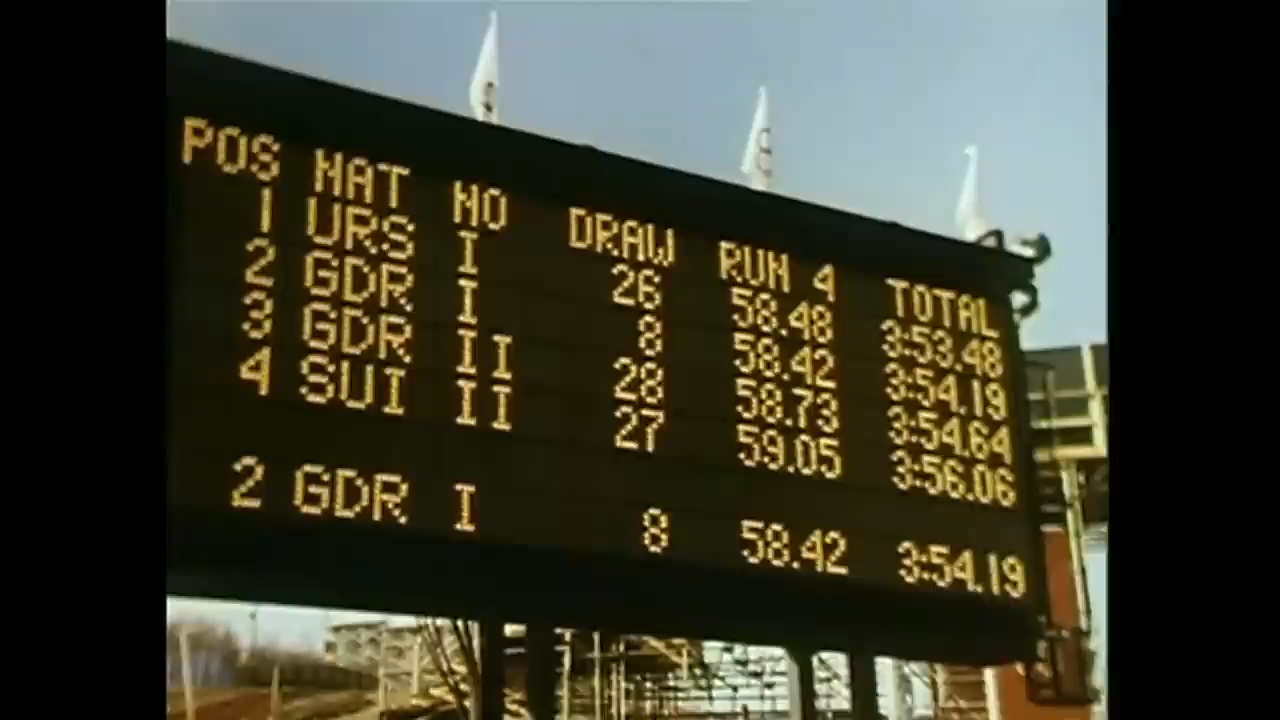 POS NAT NO DRAW RUN 4 TOTAL
1 URS I 26 58.48 3:53.48
2 GDR I 8 58.42 3:54.19
3 GDR II 28 58.73 3:54.64
4 SUI II 27 59.05 3:56.06
2 GDR I 8 58.42 3:54.19